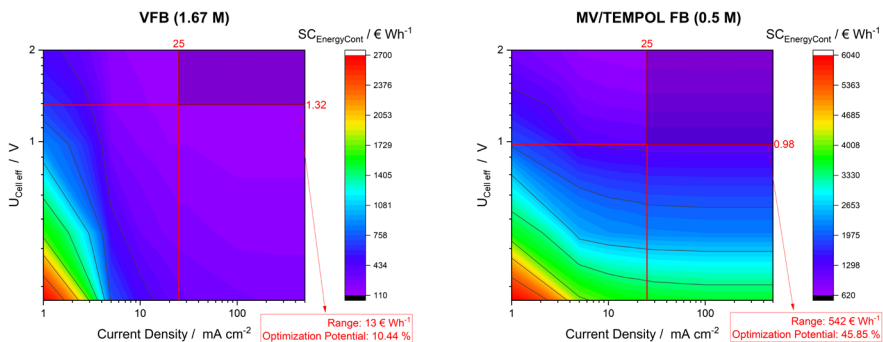 VFB (1.67 M)
25
SC_EnergyCont / € Wh⁻¹
2
1
1.32
U_Cell eff / V
1
10
100
Current Density / mA cm⁻²
2700
2376
2053
1729
1405
1081
758
434
110
Range: 13 € Wh⁻¹
Optimization Potential: 10.44 %
MV/TEMPOL FB (0.5 M)
25
SC_EnergyCont / € Wh⁻¹
2
1
0.98
U_Cell eff / V
1
10
100
Current Density / mA cm⁻²
6040
4685
4008
3330
2653
1975
1298
620
Range: 542 € Wh⁻¹
Optimization Potential: 45.85 %